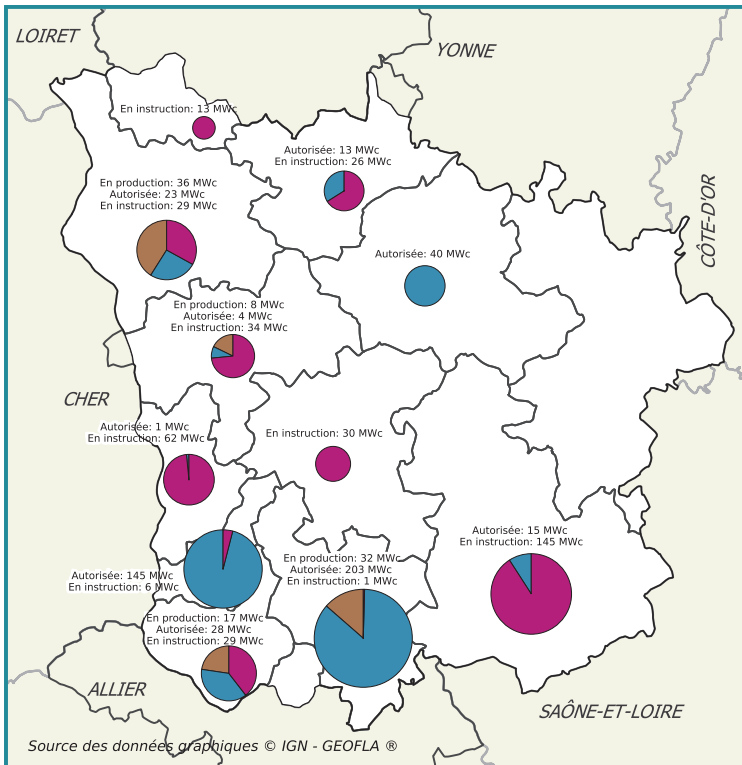 LOIRET
YONNE
En instruction: 13 MWc
Autorisée: 13 MWc
En instruction: 26 MWc
En production: 36 MWc
Autorisée: 23 MWc
En instruction: 29 MWc
CÔTE-D'OR
Autorisée: 40 MWc
En production: 8 MWc
Autorisée: 4 MWc
En instruction: 34 MWc
CHER
Autorisée: 1 MWc
En instruction: 62 MWc
En instruction: 30 MWc
Autorisée: 15 MWc
En instruction: 145 MWc
Autorisée: 145 MWc
En instruction: 6 MWc
En production: 32 MWc
Autorisée: 203 MWc
En instruction: 1 MWc
En production: 17 MWc
Autorisée: 28 MWc
En instruction: 29 MWc
ALLIER
SAÔNE-ET-LOIRE
Source des données graphiques © IGN - GEOFLA ®